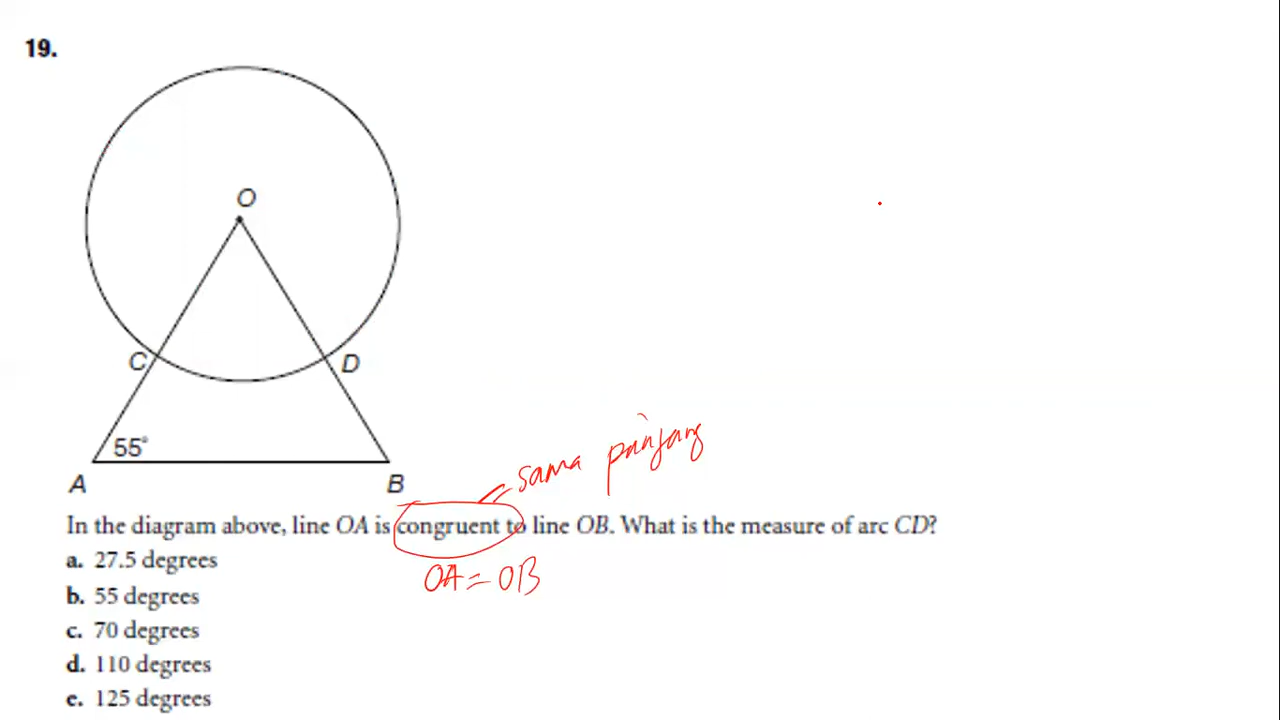 19.
O
C
D
55°
A
B
sama panjang
In the diagram above, line OA is congruent to line OB. What is the measure of arc CD?
OA = OB
a. 27.5 degrees
b. 55 degrees
c. 70 degrees
d. 110 degrees
e. 125 degrees